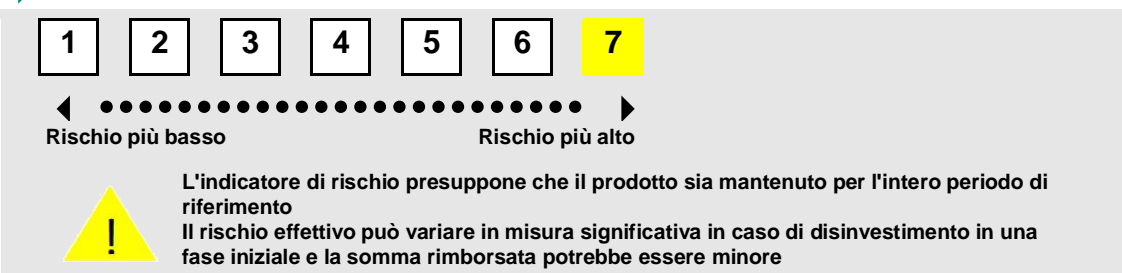 1 2 3 4 5 6 7
Rischio più basso Rischio più alto
L'indicatore di rischio presuppone che il prodotto sia mantenuto per l'intero periodo di
riferimento
Il rischio effettivo può variare in misura significativa in caso di disinvestimento in una
fase iniziale e la somma rimborsata potrebbe essere minore
!